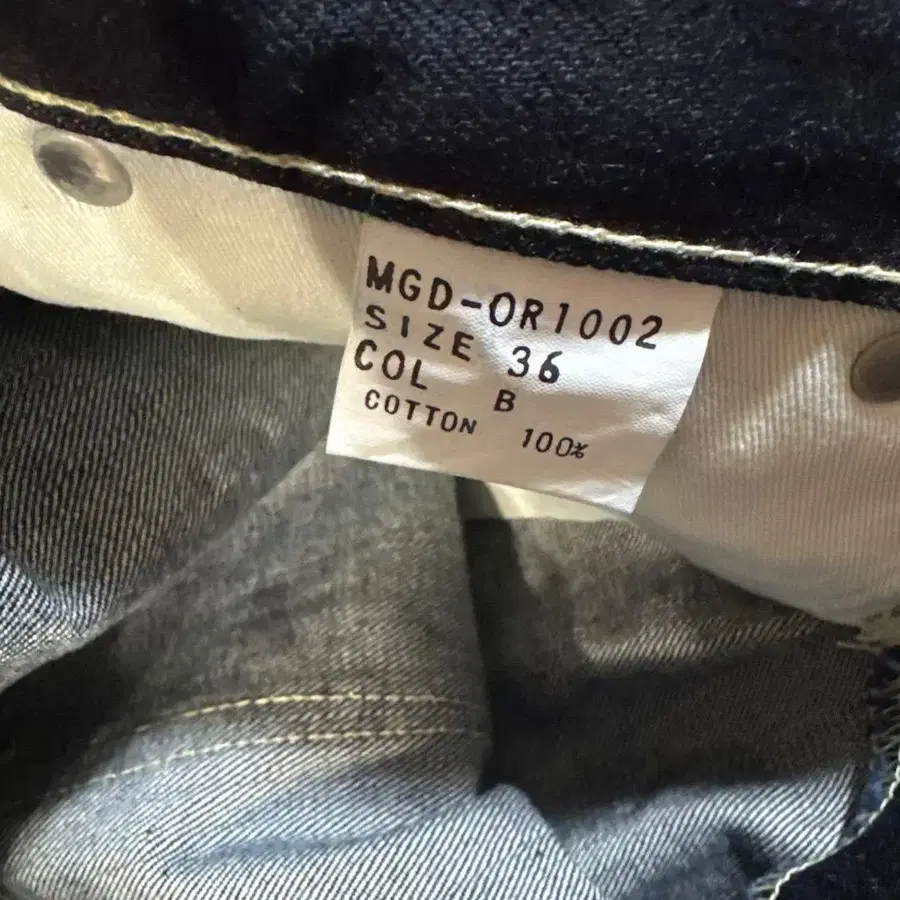 MGD-OR1002
SIZE 36
COL B
COTTON 100%